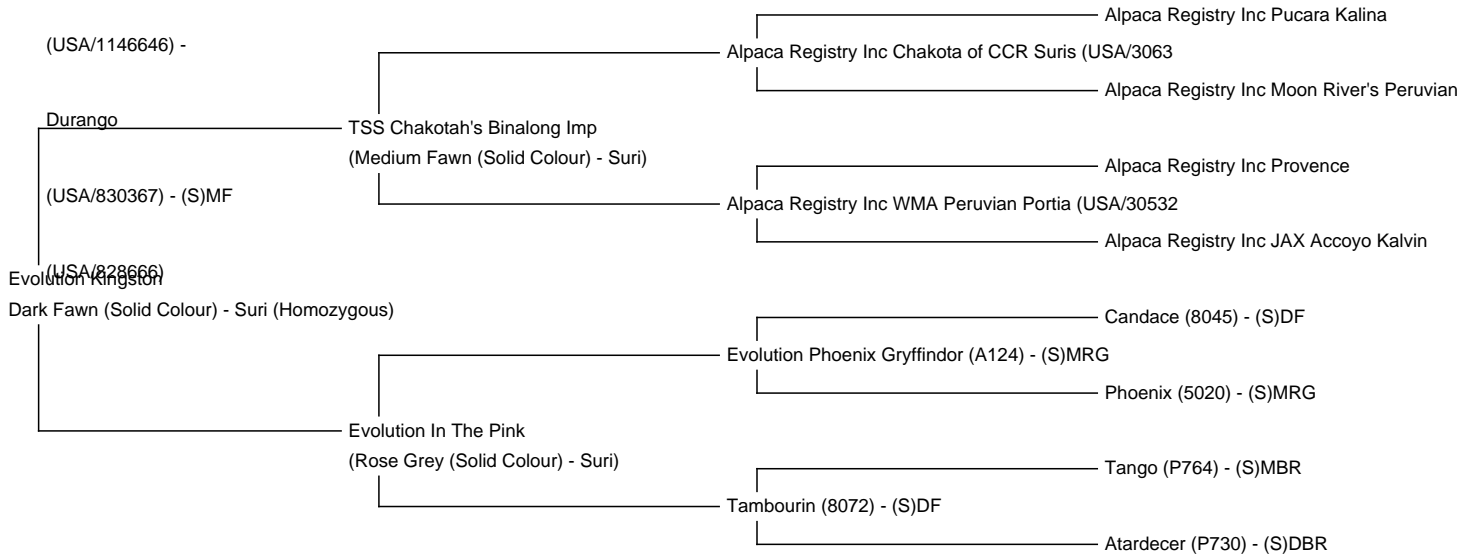 Alpaca Registry Inc Pucara Kalina
(USA/1146646) -
Alpaca Registry Inc Chakota of CCR Suris (USA/3063
Alpaca Registry Inc Moon River's Peruvian
Durango
TSS Chakotah's Binalong Imp
(Medium Fawn (Solid Colour) - Suri)
Alpaca Registry Inc Provence
(USA/830367) - (S)MF
Alpaca Registry Inc WMA Peruvian Portia (USA/30532
Alpaca Registry Inc JAX Accoyo Kalvin
(USA/828666)
Evolution Kingston
Dark Fawn (Solid Colour) - Suri (Homozygous)
Candace (8045) - (S)DF
Evolution Phoenix Gryffindor (A124) - (S)MRG
Phoenix (5020) - (S)MRG
Evolution In The Pink
(Rose Grey (Solid Colour) - Suri)
Tango (P764) - (S)MBR
Tambourin (8072) - (S)DF
Atardecer (P730) - (S)DBR